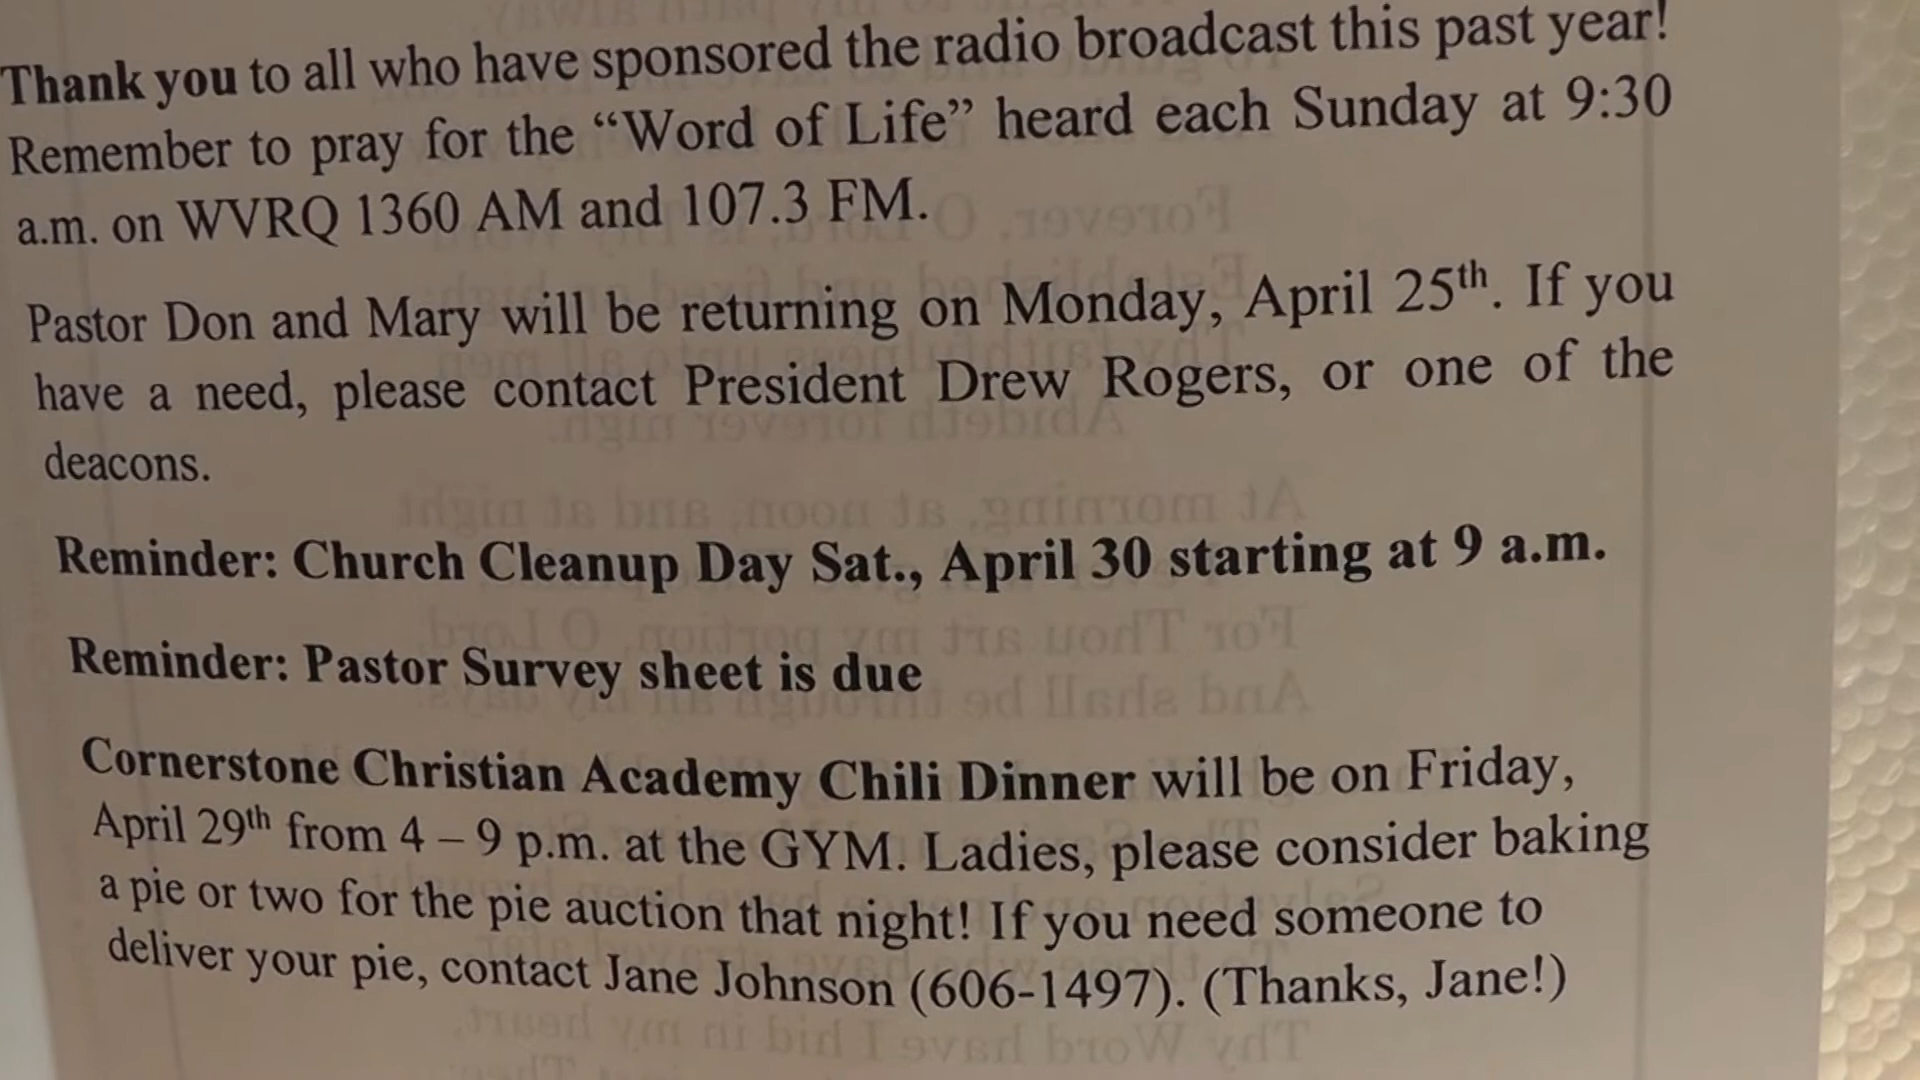 Thank you to all who have sponsored the radio broadcast this past year!
Remember to pray for the “Word of Life” heard each Sunday at 9:30
a.m. on WVRQ 1360 AM and 107.3 FM.
Pastor Don and Mary will be returning on Monday, April 25th. If you
have a need, please contact President Drew Rogers, or one of the
deacons.
Reminder: Church Cleanup Day Sat., April 30 starting at 9 a.m.
Reminder: Pastor Survey sheet is due
Cornerstone Christian Academy Chili Dinner will be on Friday,
April 29th from 4 – 9 p.m. at the GYM. Ladies, please consider baking
a pie or two for the pie auction that night! If you need someone to
deliver your pie, contact Jane Johnson (606-1497). (Thanks, Jane!)